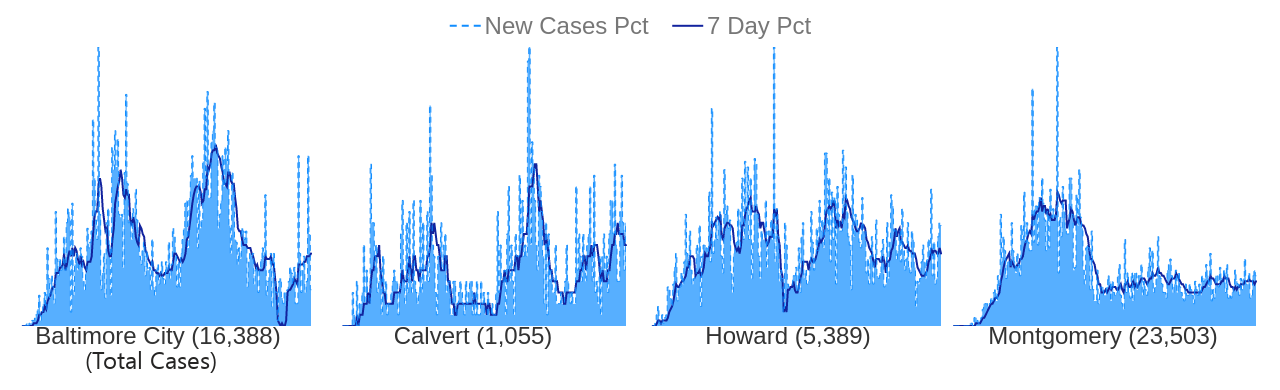 New Cases Pct 7 Day Pct
Baltimore City (16,388) Calvert (1,055) Howard (5,389) Montgomery (23,503)
(Total Cases)